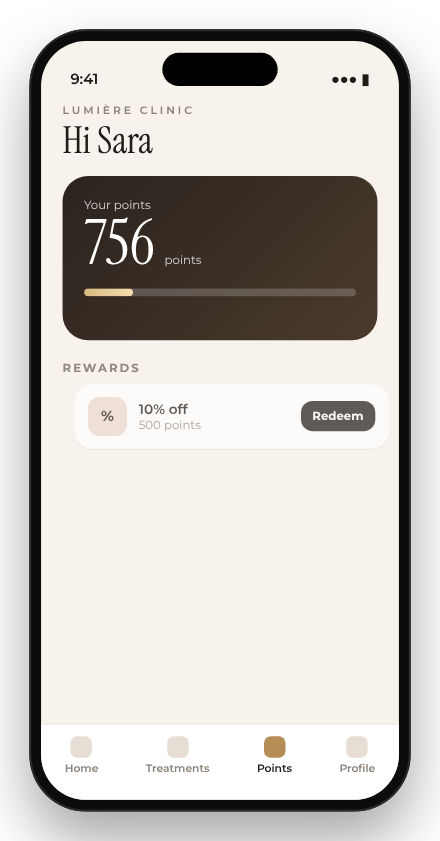 9:41
LUMIÈRE CLINIC
Hi Sara
Your points
756 points
REWARDS
%
10% off
500 points
Redeem
Home Treatments Points Profile